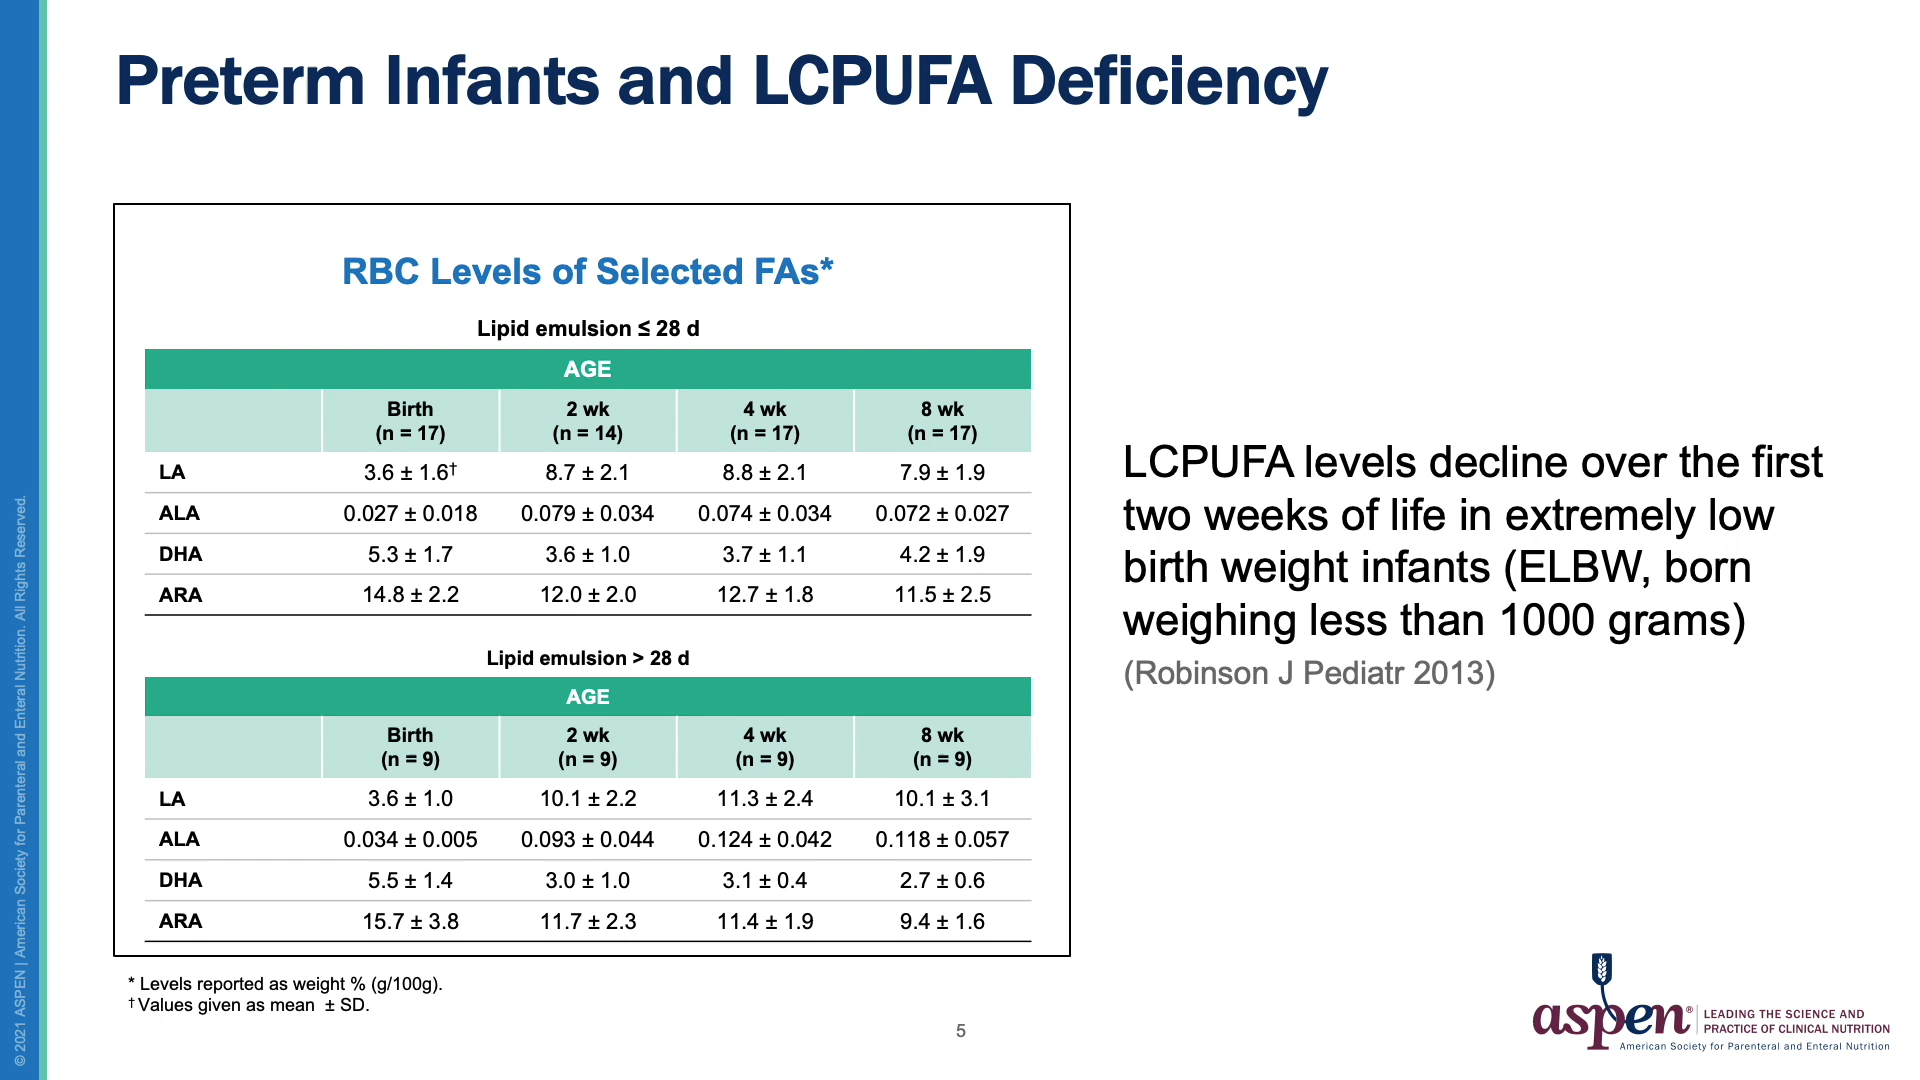 Preterm Infants and LCPUFA Deficiency
RBC Levels of Selected FAs*
Lipid emulsion ≤ 28 d
AGE
Birth (n = 17) 2 wk (n = 14) 4 wk (n = 17) 8 wk (n = 17)
LA 3.6 ± 1.6† 8.7 ± 2.1 8.8 ± 2.1 7.9 ± 1.9
ALA 0.027 ± 0.018 0.079 ± 0.034 0.074 ± 0.034 0.072 ± 0.027
DHA 5.3 ± 1.7 3.6 ± 1.0 3.7 ± 1.1 4.2 ± 1.9
ARA 14.8 ± 2.2 12.0 ± 2.0 12.7 ± 1.8 11.5 ± 2.5
Lipid emulsion > 28 d
AGE
Birth (n = 9) 2 wk (n = 9) 4 wk (n = 9) 8 wk (n = 9)
LA 3.6 ± 1.0 10.1 ± 2.2 11.3 ± 2.4 10.1 ± 3.1
ALA 0.034 ± 0.005 0.093 ± 0.044 0.124 ± 0.042 0.118 ± 0.057
DHA 5.5 ± 1.4 3.0 ± 1.0 3.1 ± 0.4 2.7 ± 0.6
ARA 15.7 ± 3.8 11.7 ± 2.3 11.4 ± 1.9 9.4 ± 1.6
* Levels reported as weight % (g/100g).
† Values given as mean ± SD.
LCPUFA levels decline over the first
two weeks of life in extremely low
birth weight infants (ELBW, born
weighing less than 1000 grams)
(Robinson J Pediatr 2013)
5
aspen®
LEADING THE SCIENCE AND
PRACTICE OF CLINICAL NUTRITION
American Society for Parenteral and Enteral Nutrition
© 2021 ASPEN | American Society for Parenteral and Enteral Nutrition. All Rights Reserved.